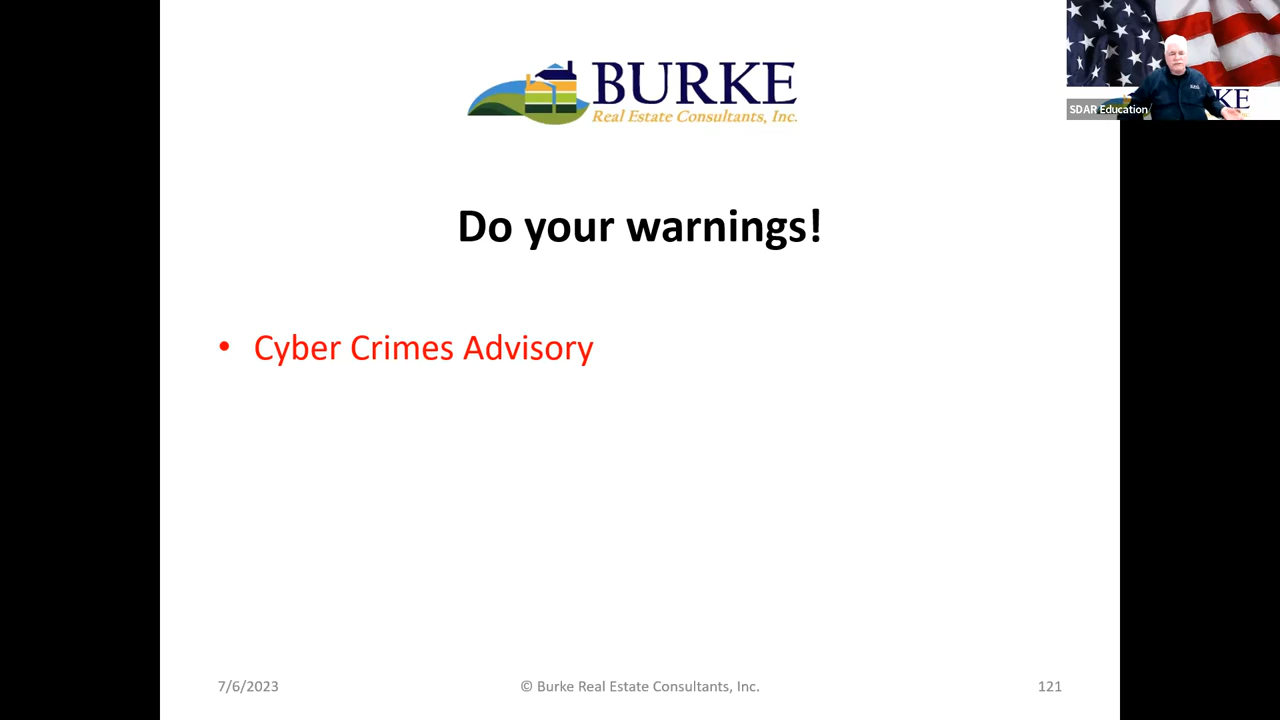 BURKE
Real Estate Consultants, Inc.
SDAR Education
KE
Do your warnings!
• Cyber Crimes Advisory
7/6/2023
© Burke Real Estate Consultants, Inc.
121